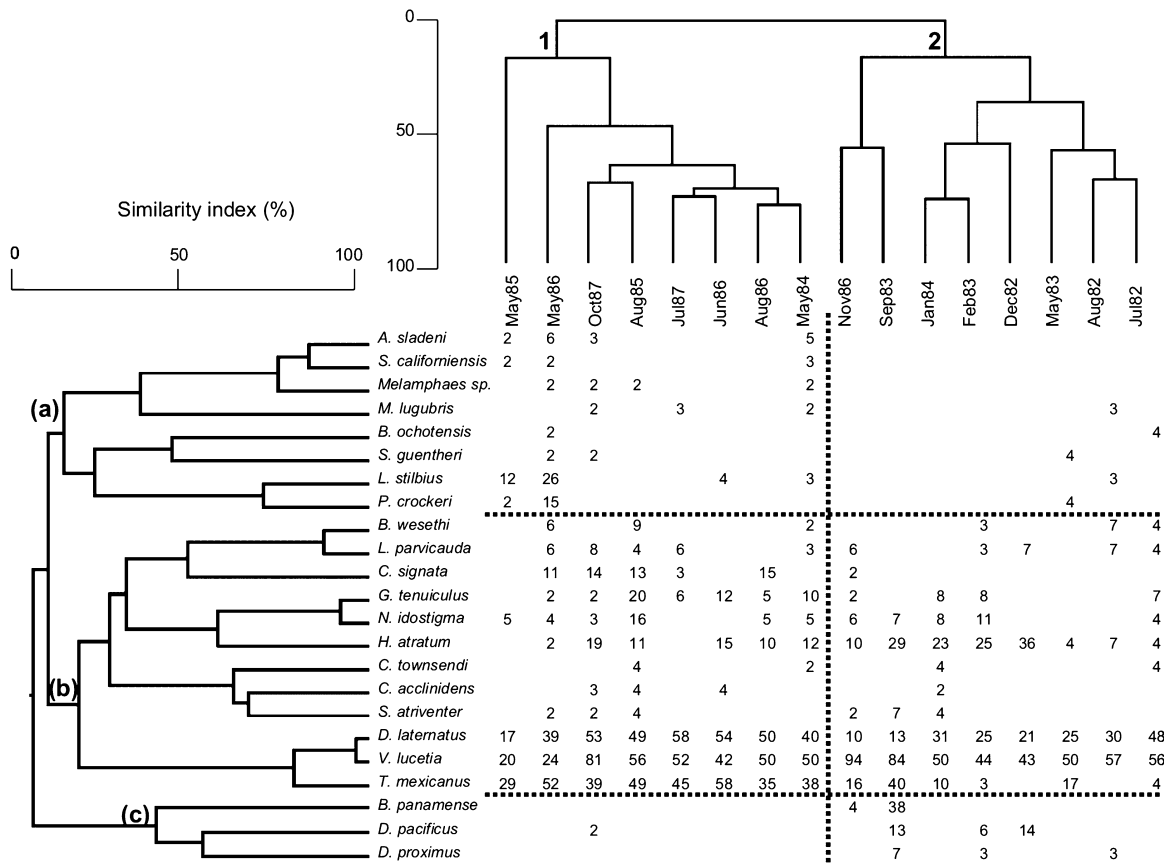 0
1 2
50
Similarity index (%)
0 50 100
100
May85 May86 Oct87 Aug85 Jul87 Jun86 Aug86 May84 Nov86 Sep83 Jan84 Feb83 Dec82 May83 Aug82 Jul82
A. sladeni 2 6 3 5
S. californiensis 2 2 3
Melamphaes sp. 2 2 2 2
(a)
M. lugubris 2 3 2 3
B. ochotensis 2 4
S. guentheri 2 2 4
L. stilbius 12 26 4 3 3
P. crockeri 2 15 4
B. wesethi 6 9 2 3 7 4
L. parvicauda 6 8 4 6 3 6 3 7 7 4
C. signata 11 14 13 3 15 2
G. tenuiculus 2 2 20 6 12 5 10 2 8 8 7
N. idostigma 5 4 3 16 5 5 6 7 8 11 4
H. atratum 2 19 11 15 10 12 10 29 23 25 36 4 7 4
C. townsendi 4 2 4 4
(b)
C. acclinidens 3 4 4 2
S. atriventer 2 2 4 2 7 4
D. laternatus 17 39 53 49 58 54 50 40 10 13 31 25 21 25 30 48
V. lucetia 20 24 81 56 52 42 50 50 94 84 50 44 43 50 57 56
T. mexicanus 29 52 39 49 45 58 35 38 16 40 10 3 17 4
(c)
B. panamense 4 38
D. pacificus 2 13 6 14
D. proximus 7 3 3